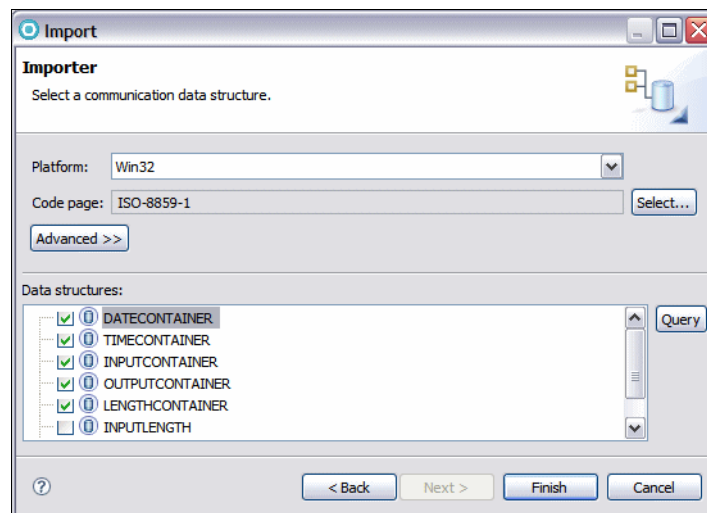 Import
Importer
Select a communication data structure.
Platform: Win32
Code page: ISO-8859-1 Select...
Advanced >>
Data structures:
DATECONTAINER Query
TIMECONTAINER
INPUTCONTAINER
OUTPUTCONTAINER
LENGTHCONTAINER
INPUTLENGTH
? < Back Next > Finish Cancel